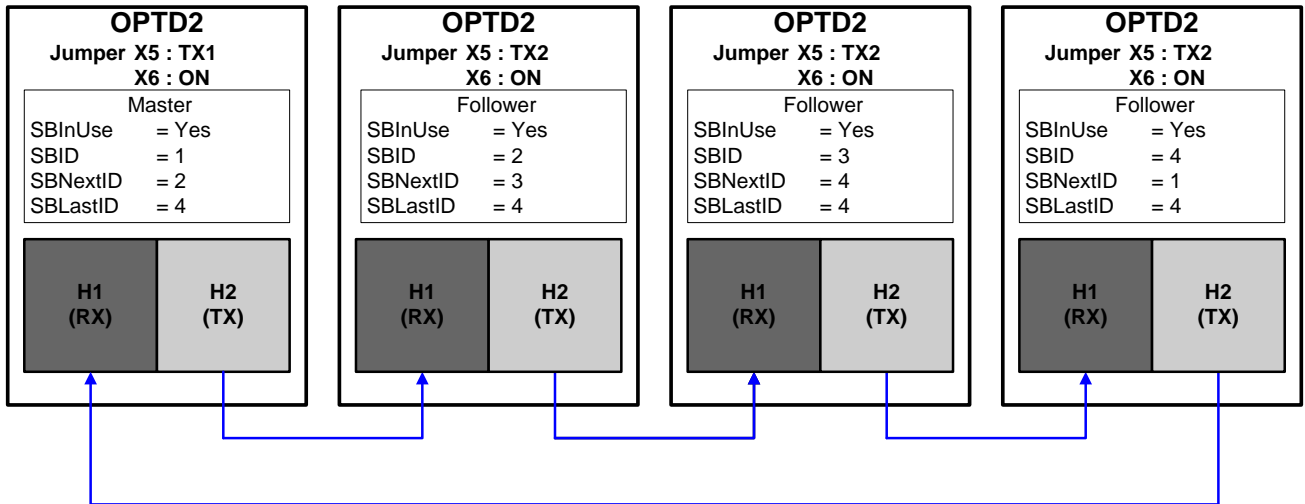 OPTD2
Jumper X5 : TX1
X6 : ON
Master
SBInUse = Yes
SBID = 1
SBNextID = 2
SBLastID = 4
H1
(RX)
H2
(TX)
OPTD2
Jumper X5 : TX2
X6 : ON
Follower
SBInUse = Yes
SBID = 2
SBNextID = 3
SBLastID = 4
H1
(RX)
H2
(TX)
OPTD2
Jumper X5 : TX2
X6 : ON
Follower
SBInUse = Yes
SBID = 3
SBNextID = 4
SBLastID = 4
H1
(RX)
H2
(TX)
OPTD2
Jumper X5 : TX2
X6 : ON
Follower
SBInUse = Yes
SBID = 4
SBNextID = 1
SBLastID = 4
H1
(RX)
H2
(TX)